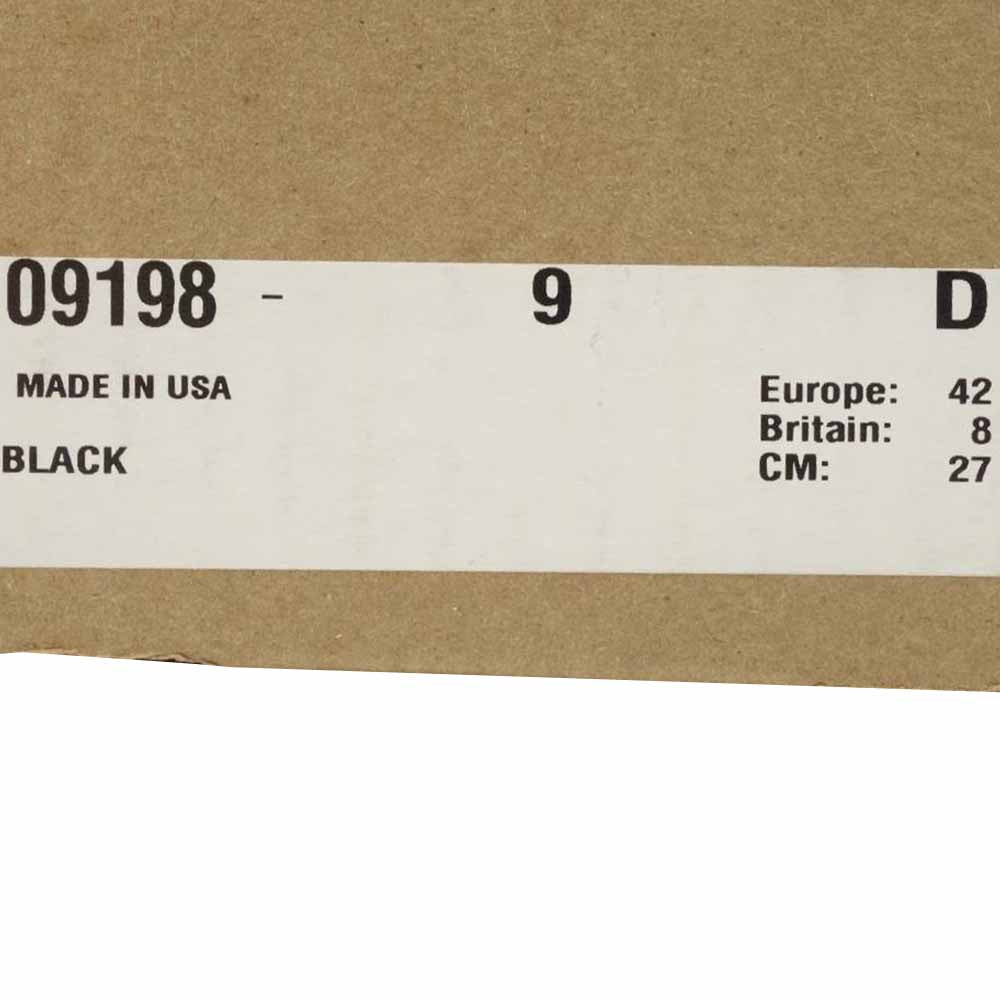 09198 - 9 D
MADE IN USA
BLACK
Europe: 42
Britain: 8
CM: 27